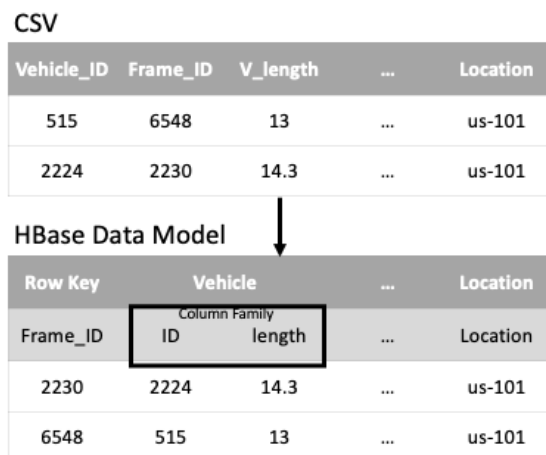 CSV
Vehicle_ID Frame_ID V_length ... Location
515 6548 13 ... us-101
2224 2230 14.3 ... us-101
HBase Data Model
Row Key Vehicle ... Location
Column Family
Frame_ID ID length ... Location
2230 2224 14.3 ... us-101
6548 515 13 ... us-101